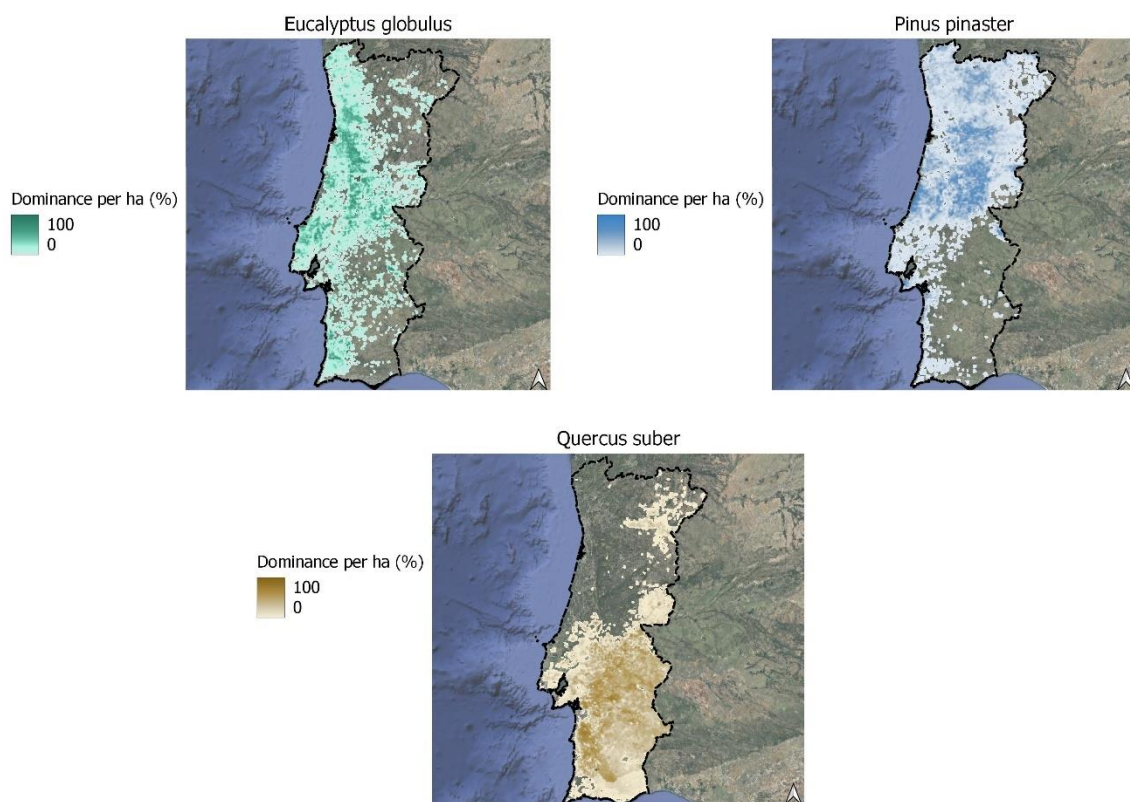 Eucalyptus globulus
Dominance per ha (%)
100
0
Pinus pinaster
Dominance per ha (%)
100
0
Quercus suber
Dominance per ha (%)
100
0